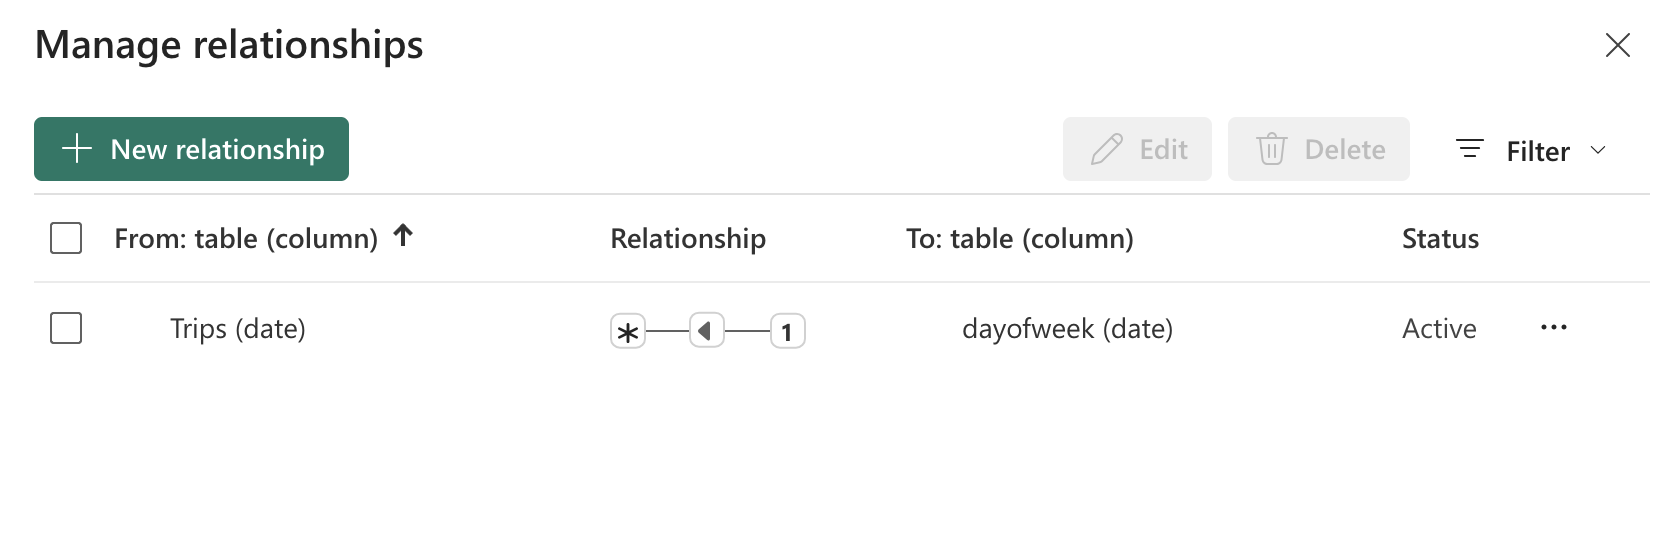 Manage relationships
New relationship Edit Delete Filter
From: table (column) Relationship To: table (column) Status
Trips (date) * 1 dayofweek (date) Active